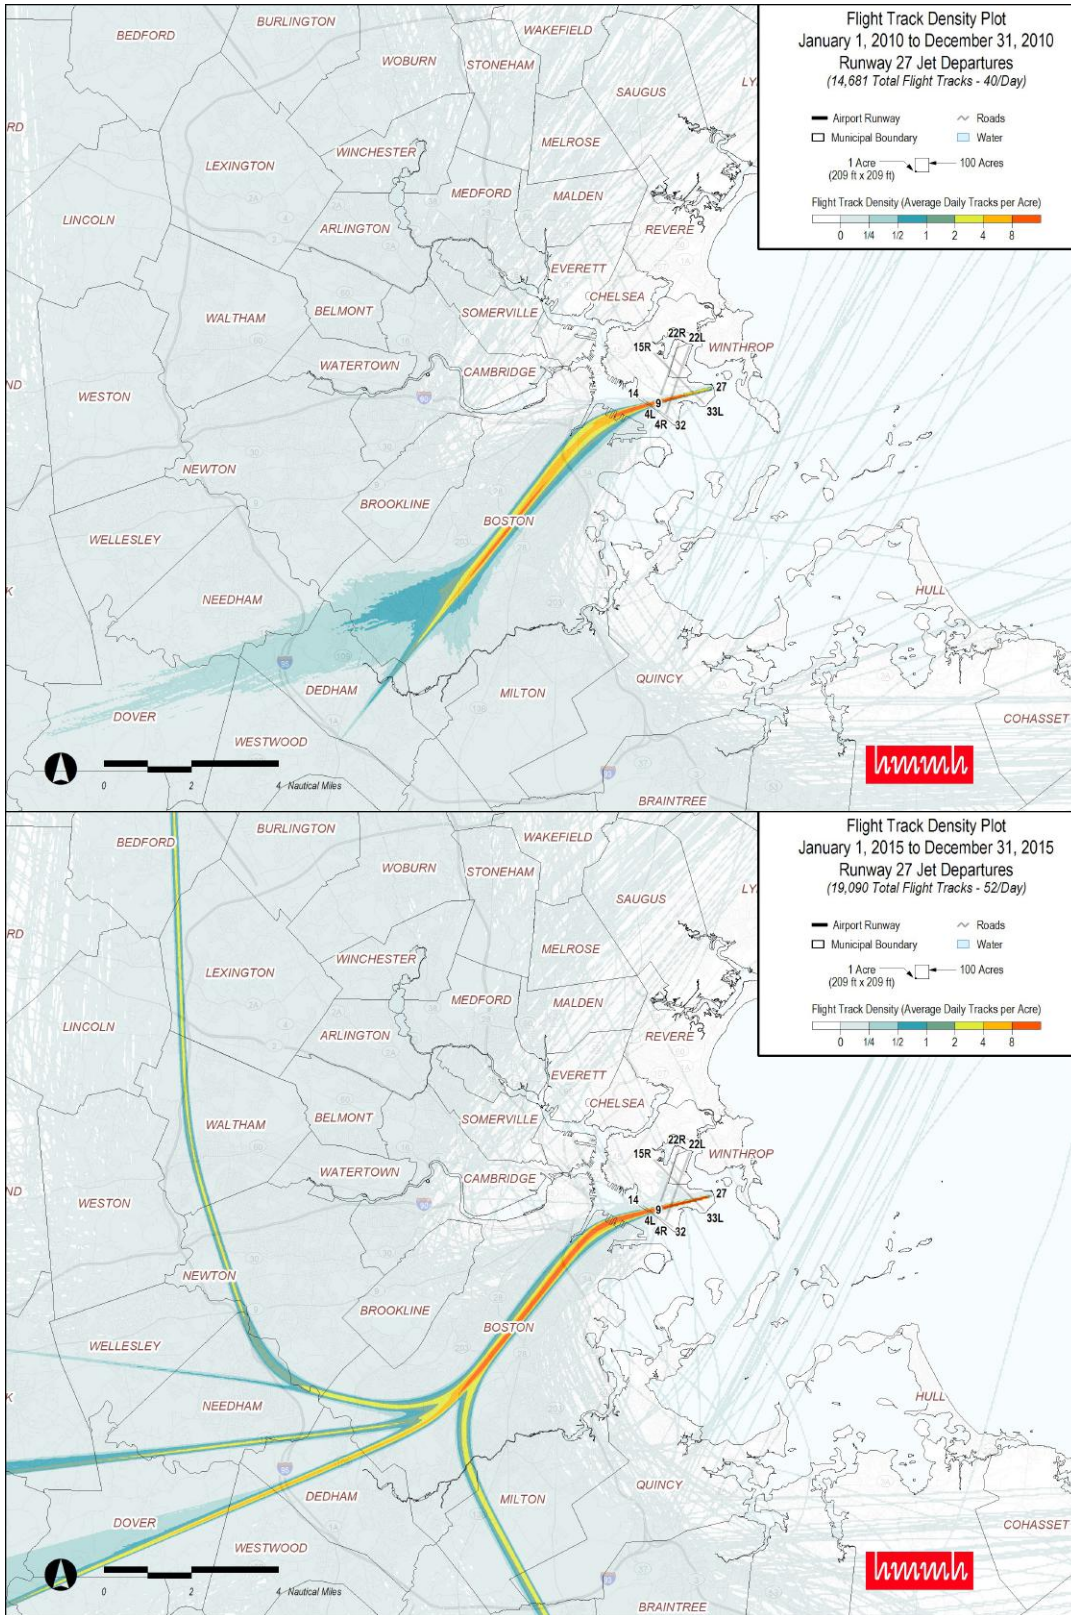 Flight Track Density Plot
January 1, 2010 to December 31, 2010
Runway 27 Jet Departures
(14,681 Total Flight Tracks - 40/Day)
Airport Runway
Roads
Municipal Boundary
Water
1 Acre
(209 ft x 209 ft)
100 Acres
Flight Track Density (Average Daily Tracks per Acre)
0 1/4 1/2 1 2 4 8
BURLINGTON
BEDFORD
WAKEFIELD
WOBURN
STONEHAM
SAUGUS
LY
RD
MELROSE
WINCHESTER
LEXINGTON
MEDFORD
MALDEN
LINCOLN
ARLINGTON
REVERE
EVERETT
CHELSEA
WALTHAM
BELMONT
SOMERVILLE
22R
22L
15R
WINTHROP
WATERTOWN
CAMBRIDGE
ND
WESTON
27
14
9
4L
33L
4R
32
NEWTON
BROOKLINE
BOSTON
WELLESLEY
K
NEEDHAM
HULL
QUINCY
DEDHAM
MILTON
DOVER
COHASSET
WESTWOOD
0 2 4 Nautical Miles
hmmh
BRAINTREE
Flight Track Density Plot
January 1, 2015 to December 31, 2015
Runway 27 Jet Departures
(19,090 Total Flight Tracks - 52/Day)
Airport Runway
Roads
Municipal Boundary
Water
1 Acre
(209 ft x 209 ft)
100 Acres
Flight Track Density (Average Daily Tracks per Acre)
0 1/4 1/2 1 2 4 8
BURLINGTON
BEDFORD
WAKEFIELD
WOBURN
STONEHAM
SAUGUS
LY
RD
MELROSE
WINCHESTER
LEXINGTON
MEDFORD
MALDEN
LINCOLN
ARLINGTON
REVERE
EVERETT
CHELSEA
WALTHAM
BELMONT
SOMERVILLE
22R
22L
15R
WINTHROP
WATERTOWN
CAMBRIDGE
ND
WESTON
27
14
9
4L
33L
4R
32
NEWTON
BROOKLINE
BOSTON
WELLESLEY
K
NEEDHAM
HULL
QUINCY
DEDHAM
MILTON
DOVER
COHASSET
WESTWOOD
0 2 4 Nautical Miles
hmmh
BRAINTREE